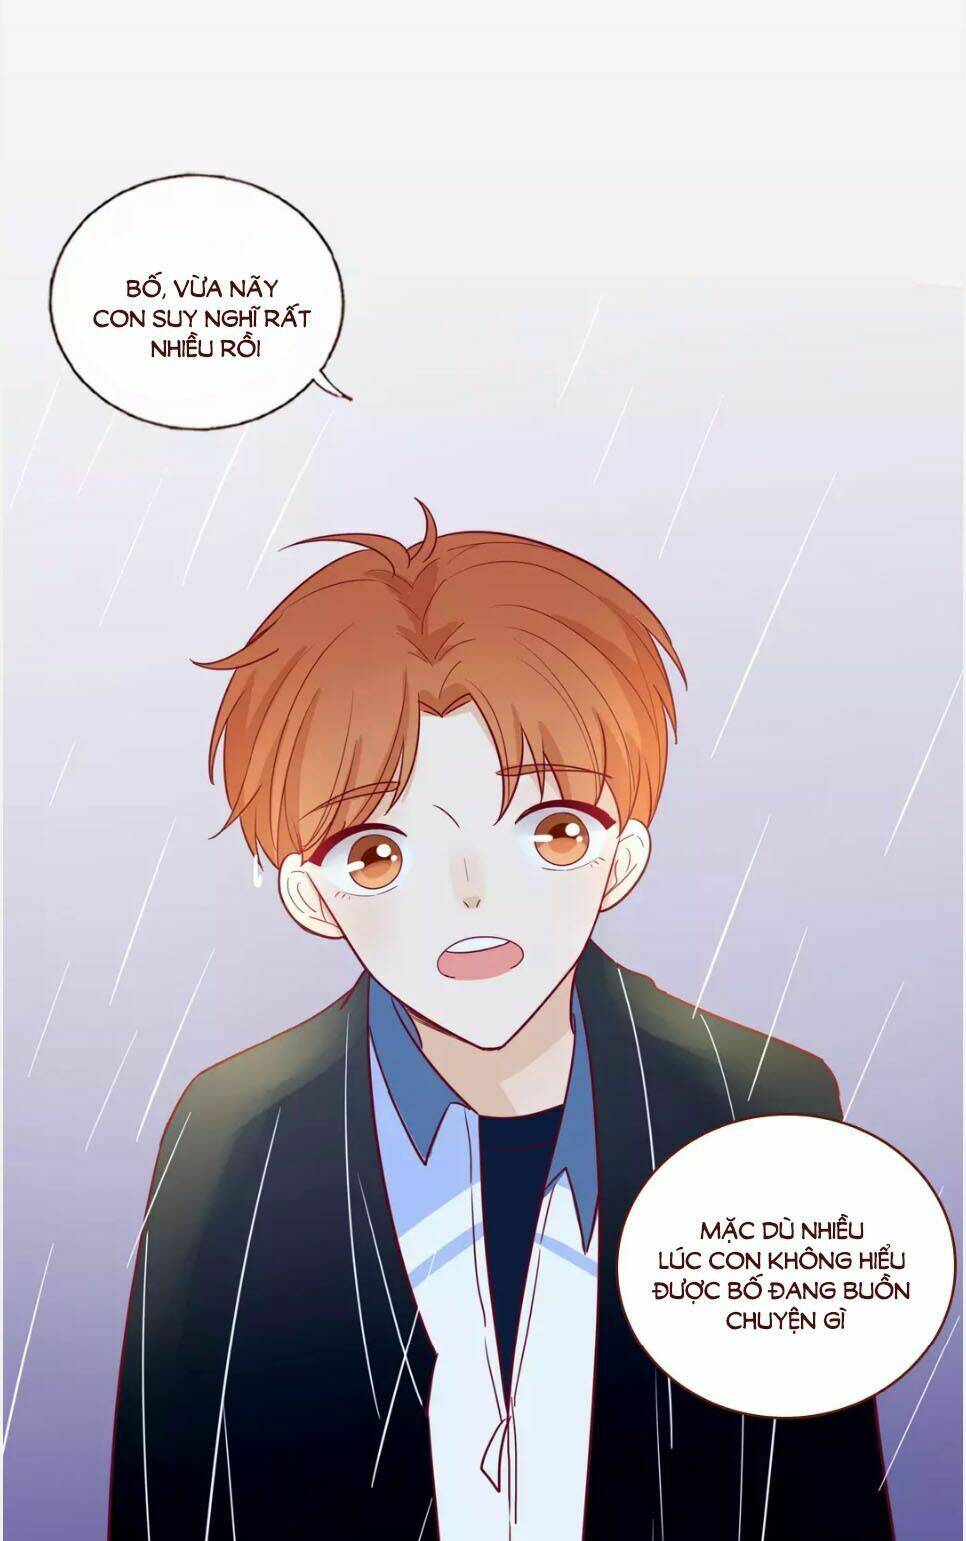 BỐ, VỪA NÃY
CON SUY NGHĨ RẤT
NHIỀU RỒI
MẶC DÙ NHIỀU
LÚC CON KHÔNG HIỂU
ĐƯỢC BỐ ĐANG BUỒN
CHUYỆN GÌ